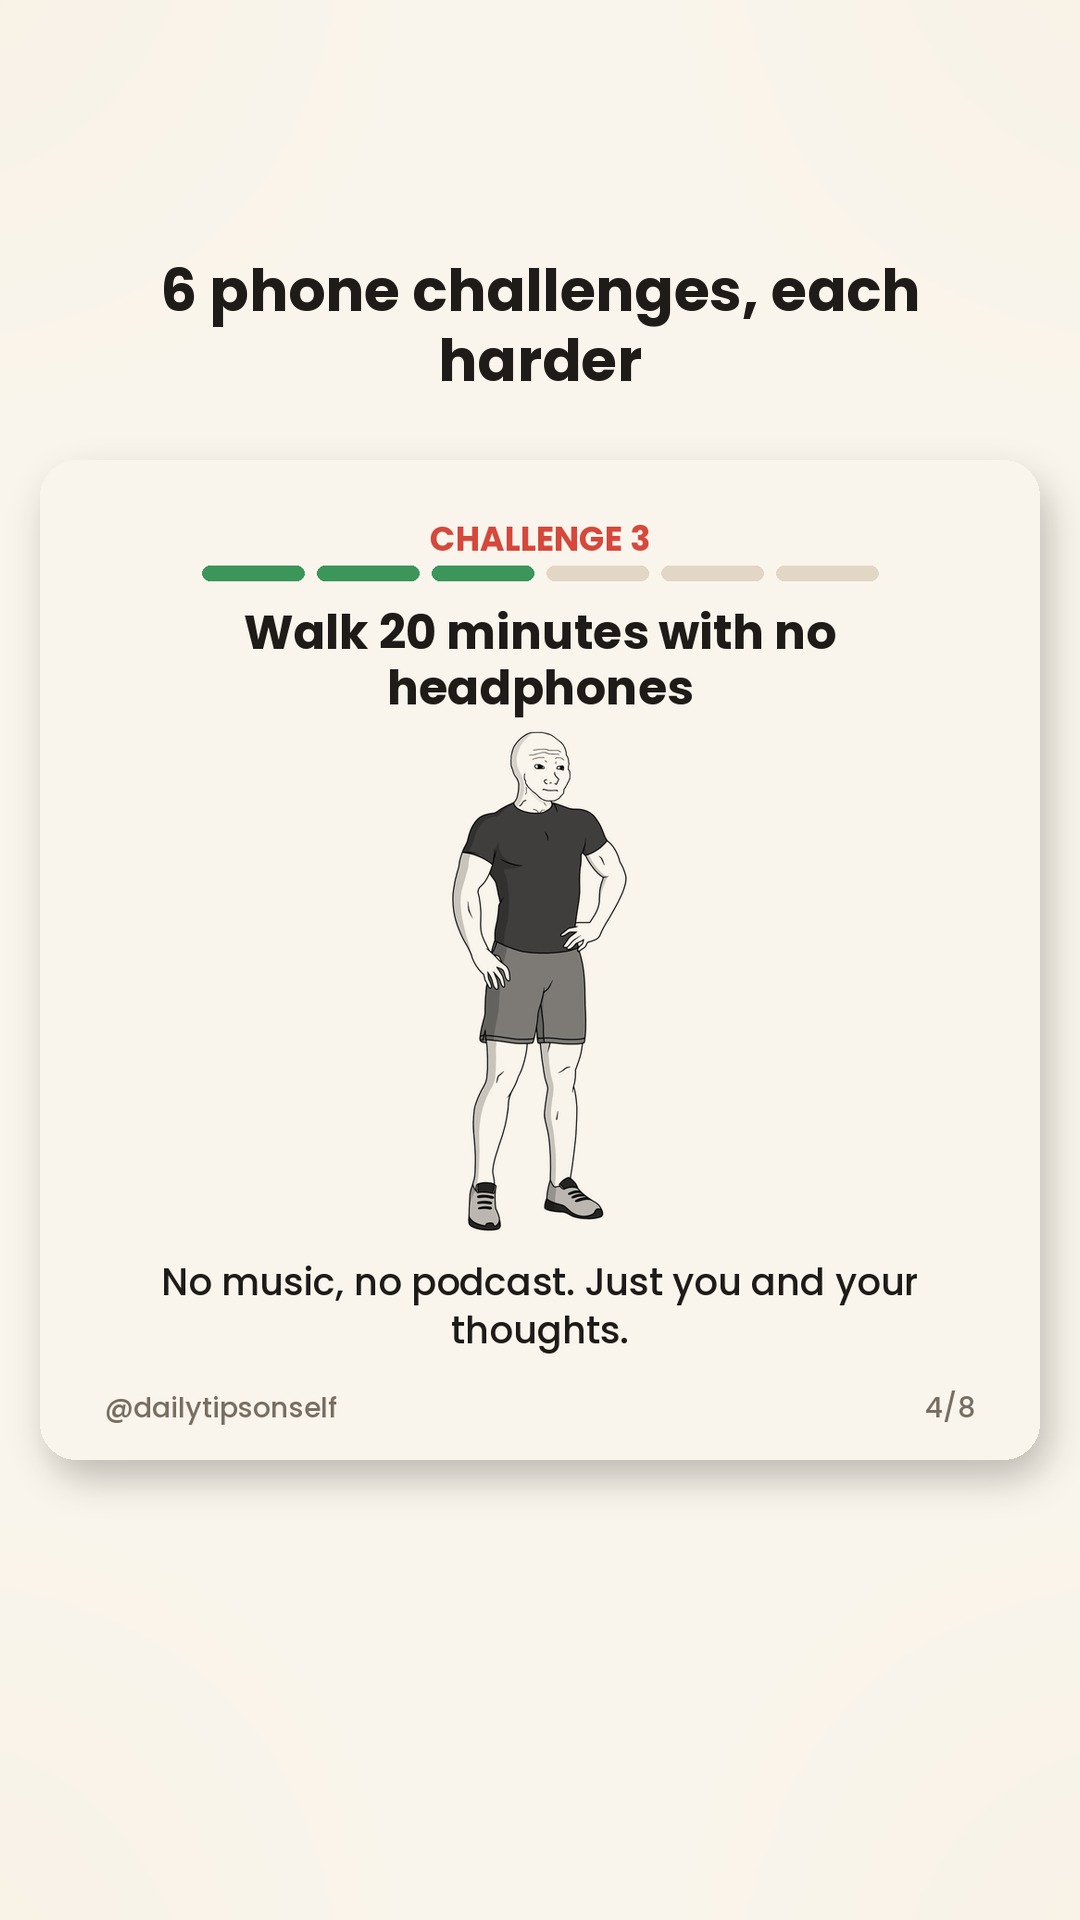 6 phone challenges, each
harder
CHALLENGE 3
Walk 20 minutes with no
headphones
No music, no podcast. Just you and your
thoughts.
@dailytipsonself
4/8